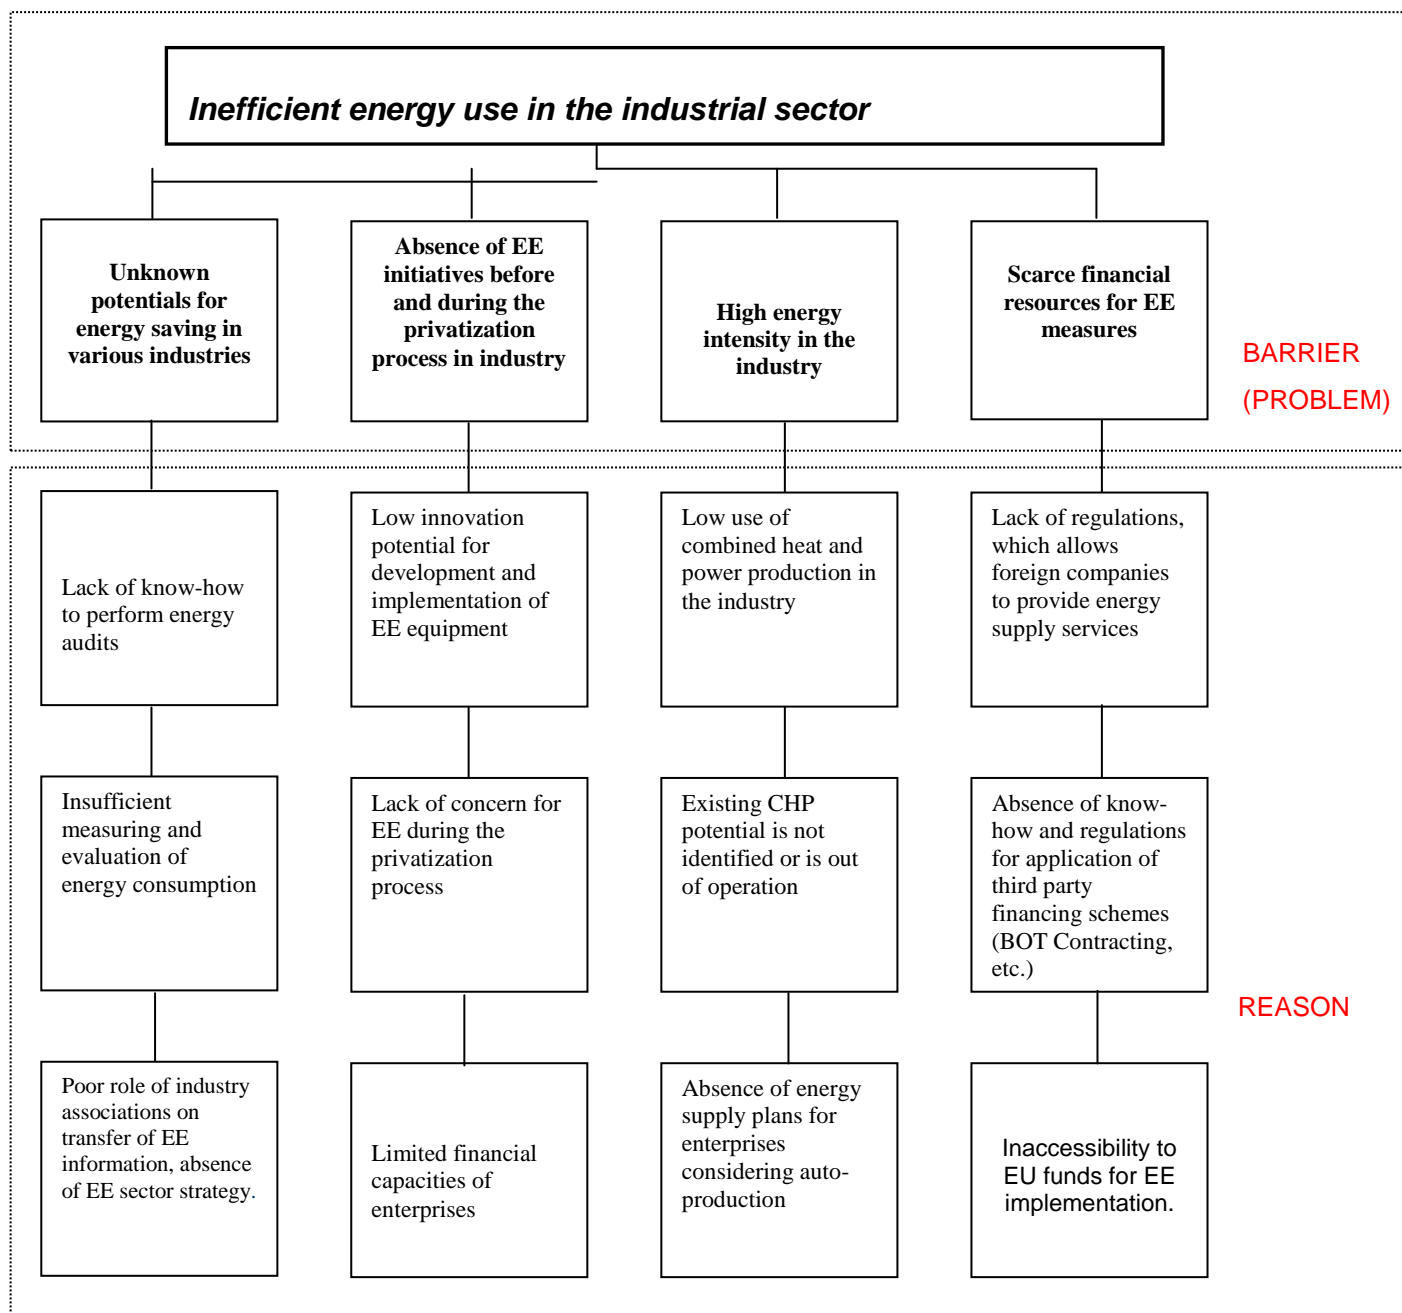 Inefficient energy use in the industrial sector
Unknown
potentials for
energy saving in
various industries
Absence of EE
initiatives before
and during the
privatization
process in industry
High energy
intensity in the
industry
Scarce financial
resources for EE
measures
BARRIER
(PROBLEM)
Lack of know-how
to perform energy
audits
Low innovation
potential for
development and
implementation of
EE equipment
Low use of
combined heat and
power production in
the industry
Lack of regulations,
which allows
foreign companies
to provide energy
supply services
Insufficient
measuring and
evaluation of
energy consumption
Lack of concern for
EE during the
privatization
process
Existing CHP
potential is not
identified or is out
of operation
Absence of know-
how and regulations
for application of
third party
financing schemes
(BOT Contracting,
etc.)
REASON
Poor role of industry
associations on
transfer of EE
information, absence
of EE sector strategy.
Limited financial
capacities of
enterprises
Absence of energy
supply plans for
enterprises
considering auto-
production
Inaccessibility to
EU funds for EE
implementation.